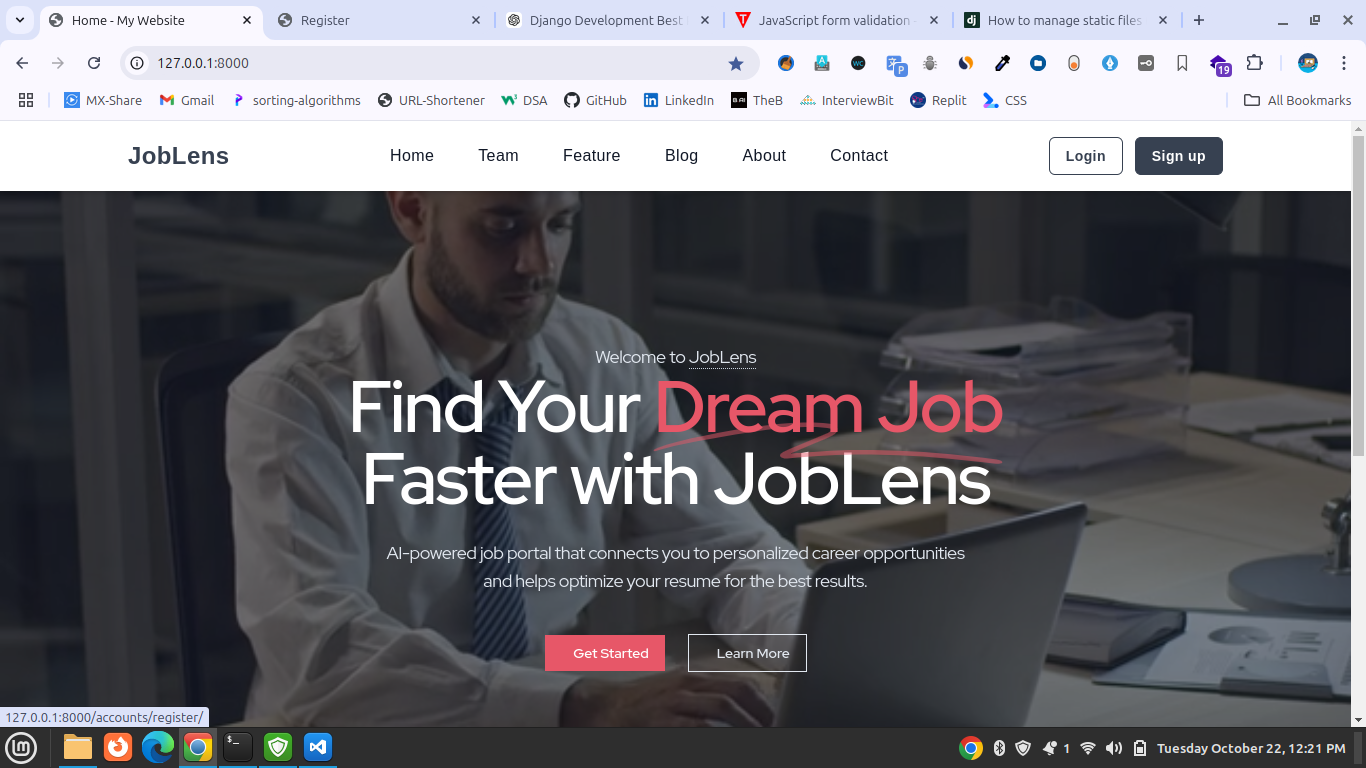 Home - My Website
Register
Django Development Best
JavaScript form validation
How to manage static files
127.0.0.1:8000
P
19
MX-Share
Gmail
sorting-algorithms
URL-Shortener
DSA
GitHub
LinkedIn
TheB
InterviewBit
Replit
CSS
All Bookmarks
JobLens
Home
Team
Feature
Blog
About
Contact
Login
Sign up
Welcome to JobLens
Find Your Dream Job
Faster with JobLens
AI-powered job portal that connects you to personalized career opportunities
and helps optimize your resume for the best results.
Get Started
Learn More
127.0.0.1:8000/accounts/register/
1
Tuesday October 22, 12:21 PM